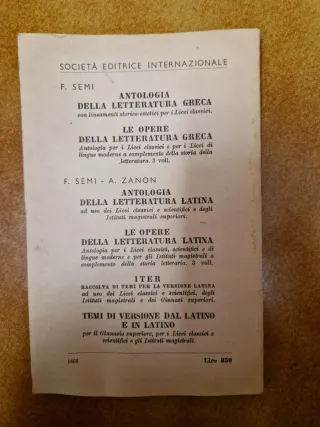 SOCIETÀ EDITRICE INTERNAZIONALE
F. SEMI
ANTOLOGIA
DELLA LETTERATURA GRECA
con lineamenti storico-estetici per i Licei classici.
LE OPERE
DELLA LETTERATURA GRECA
Antologia per i Licei classici e per i Licei di
lingue moderne a complemento della storia della
letteratura. 3 voll.
F. SEMI - A. ZANON
ANTOLOGIA
DELLA LETTERATURA LATINA
ad uso dei Licei classici e scientifici e degli
Istituti magistrali superiori.
LE OPERE
DELLA LETTERATURA LATINA
Antologia per i Licei classici, scientifici e di
lingue moderne e per gli Istituti magistrali a
complemento della storia letteraria. 3 voll.
ITER
RACCOLTA DI TEMI PER LA VERSIONE LATINA
ad uso dei Licei classici e scientifici, degli
Istituti magistrali e dei Ginnasi superiori.
TEMI DI VERSIONE DAL LATINO
E IN LATINO
per il Ginnasio superiore, per i Licei classici e
scientifici e gli Istituti magistrali.
Lire 850